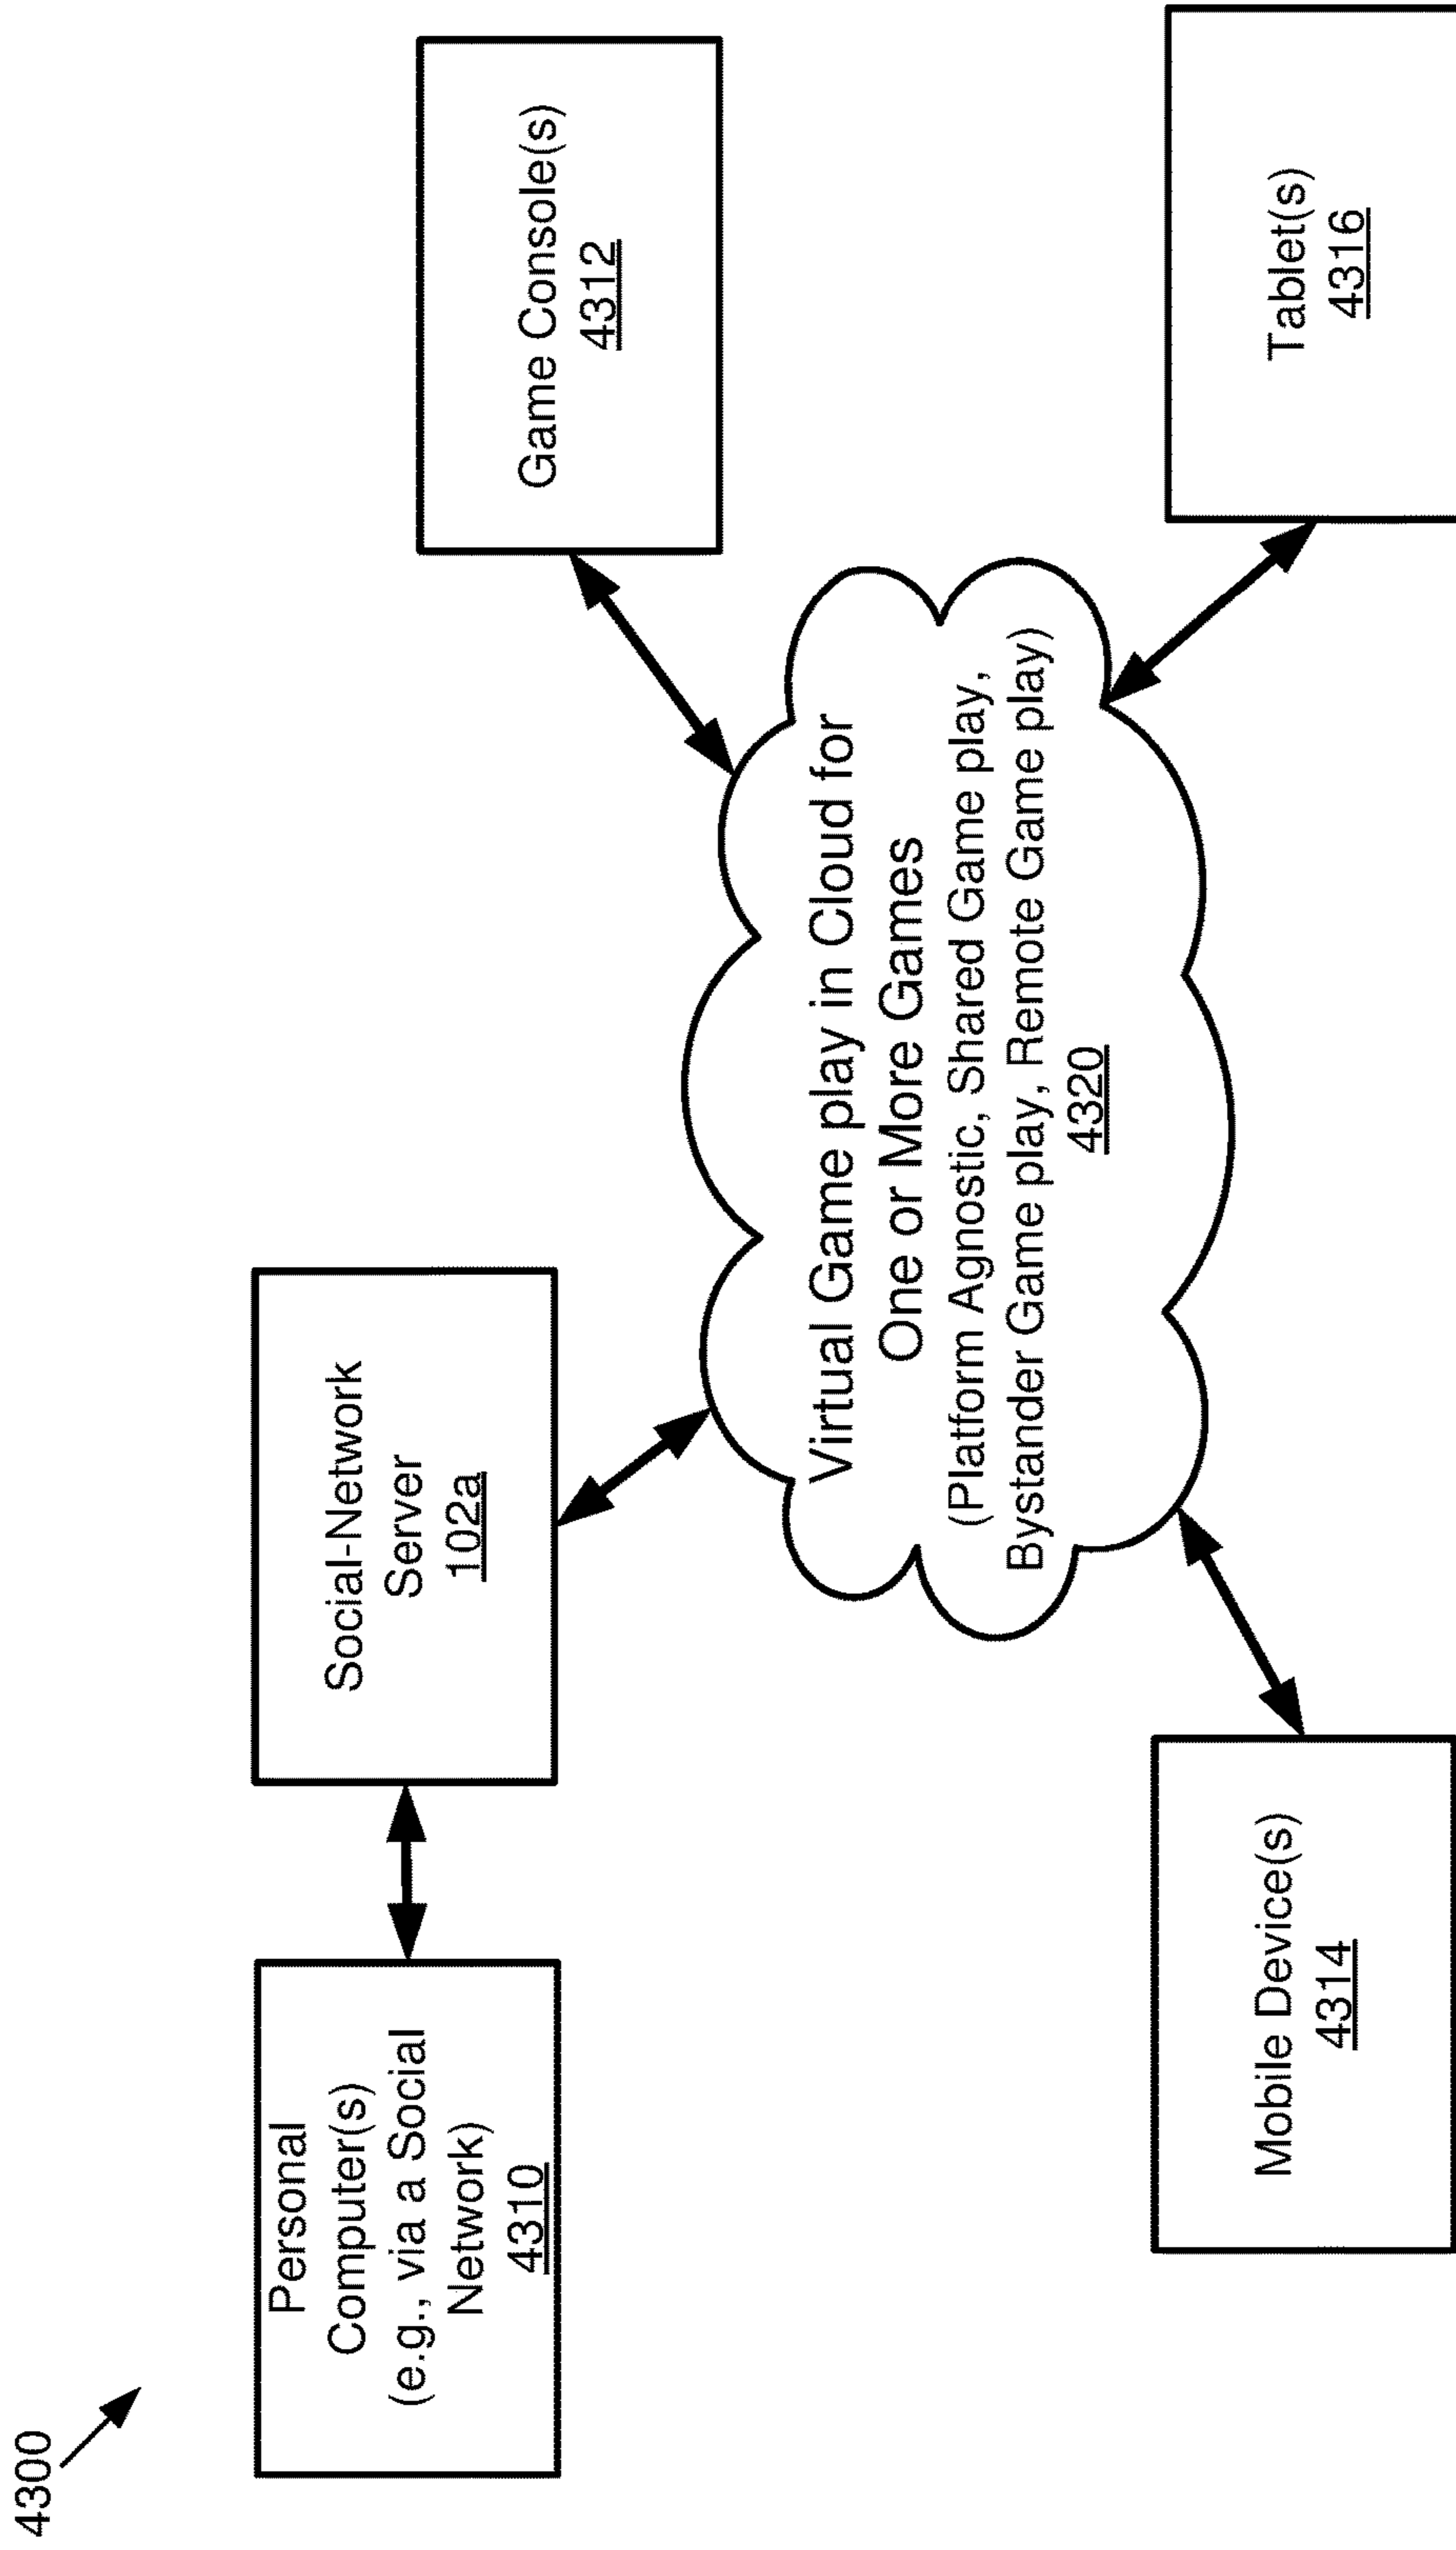 4300
Personal
Computer(s)
(e.g., via a Social
Network)
4310
Social-Network
Server
102a
Game Console(s)
4312
Virtual Game play in Cloud for
One or More Games
(Platform Agnostic, Shared Game play,
Bystander Game play, Remote Game play)
4320
Mobile Device(s)
4314
Tablet(s)
4316